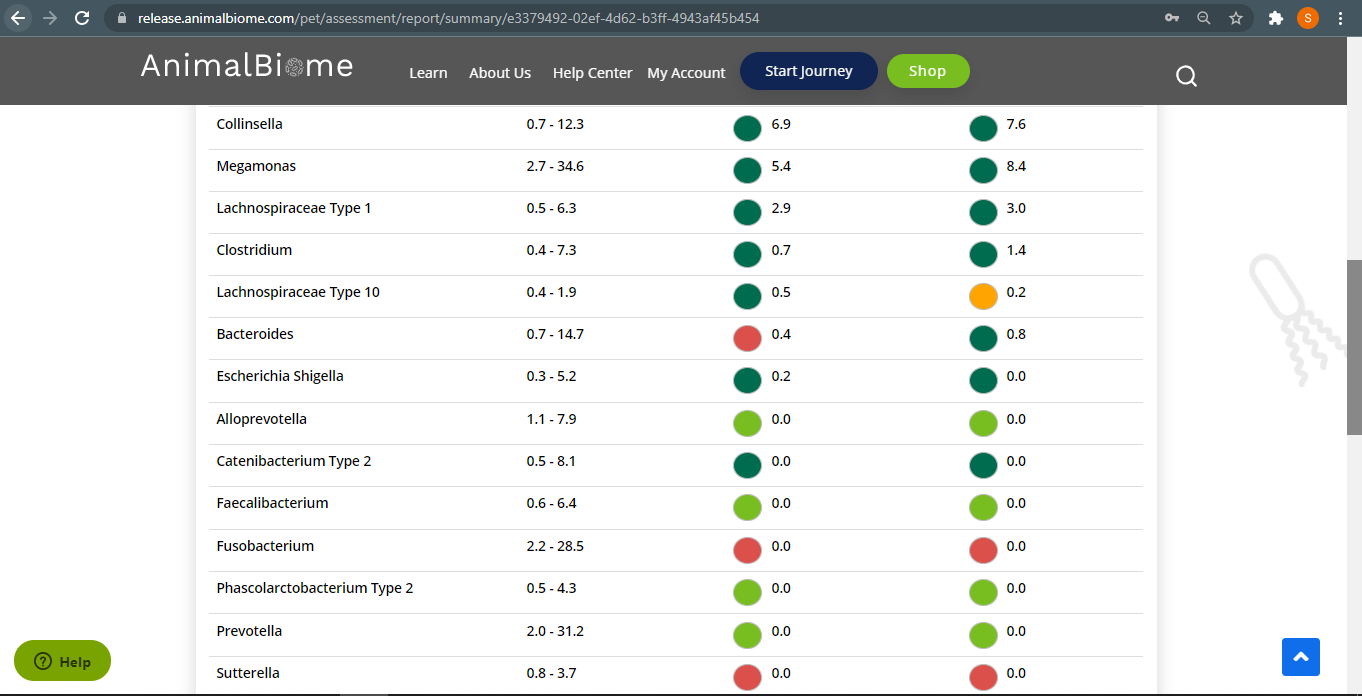 release.animalbiome.com/pet/assessment/report/summary/e3379492-02ef-4d62-b3ff-4943af45b454
S
AnimalBiome
Learn About Us Help Center My Account Start Journey Shop
Collinsella 0.7 - 12.3 6.9 7.6
Megamonas 2.7 - 34.6 5.4 8.4
Lachnospiraceae Type 1 0.5 - 6.3 2.9 3.0
Clostridium 0.4 - 7.3 0.7 1.4
Lachnospiraceae Type 10 0.4 - 1.9 0.5 0.2
Bacteroides 0.7 - 14.7 0.4 0.8
Escherichia Shigella 0.3 - 5.2 0.2 0.0
Alloprevotella 1.1 - 7.9 0.0 0.0
Catenibacterium Type 2 0.5 - 8.1 0.0 0.0
Faecalibacterium 0.6 - 6.4 0.0 0.0
Fusobacterium 2.2 - 28.5 0.0 0.0
Phascolarctobacterium Type 2 0.5 - 4.3 0.0 0.0
Prevotella 2.0 - 31.2 0.0 0.0
Sutterella 0.8 - 3.7 0.0 0.0
? Help